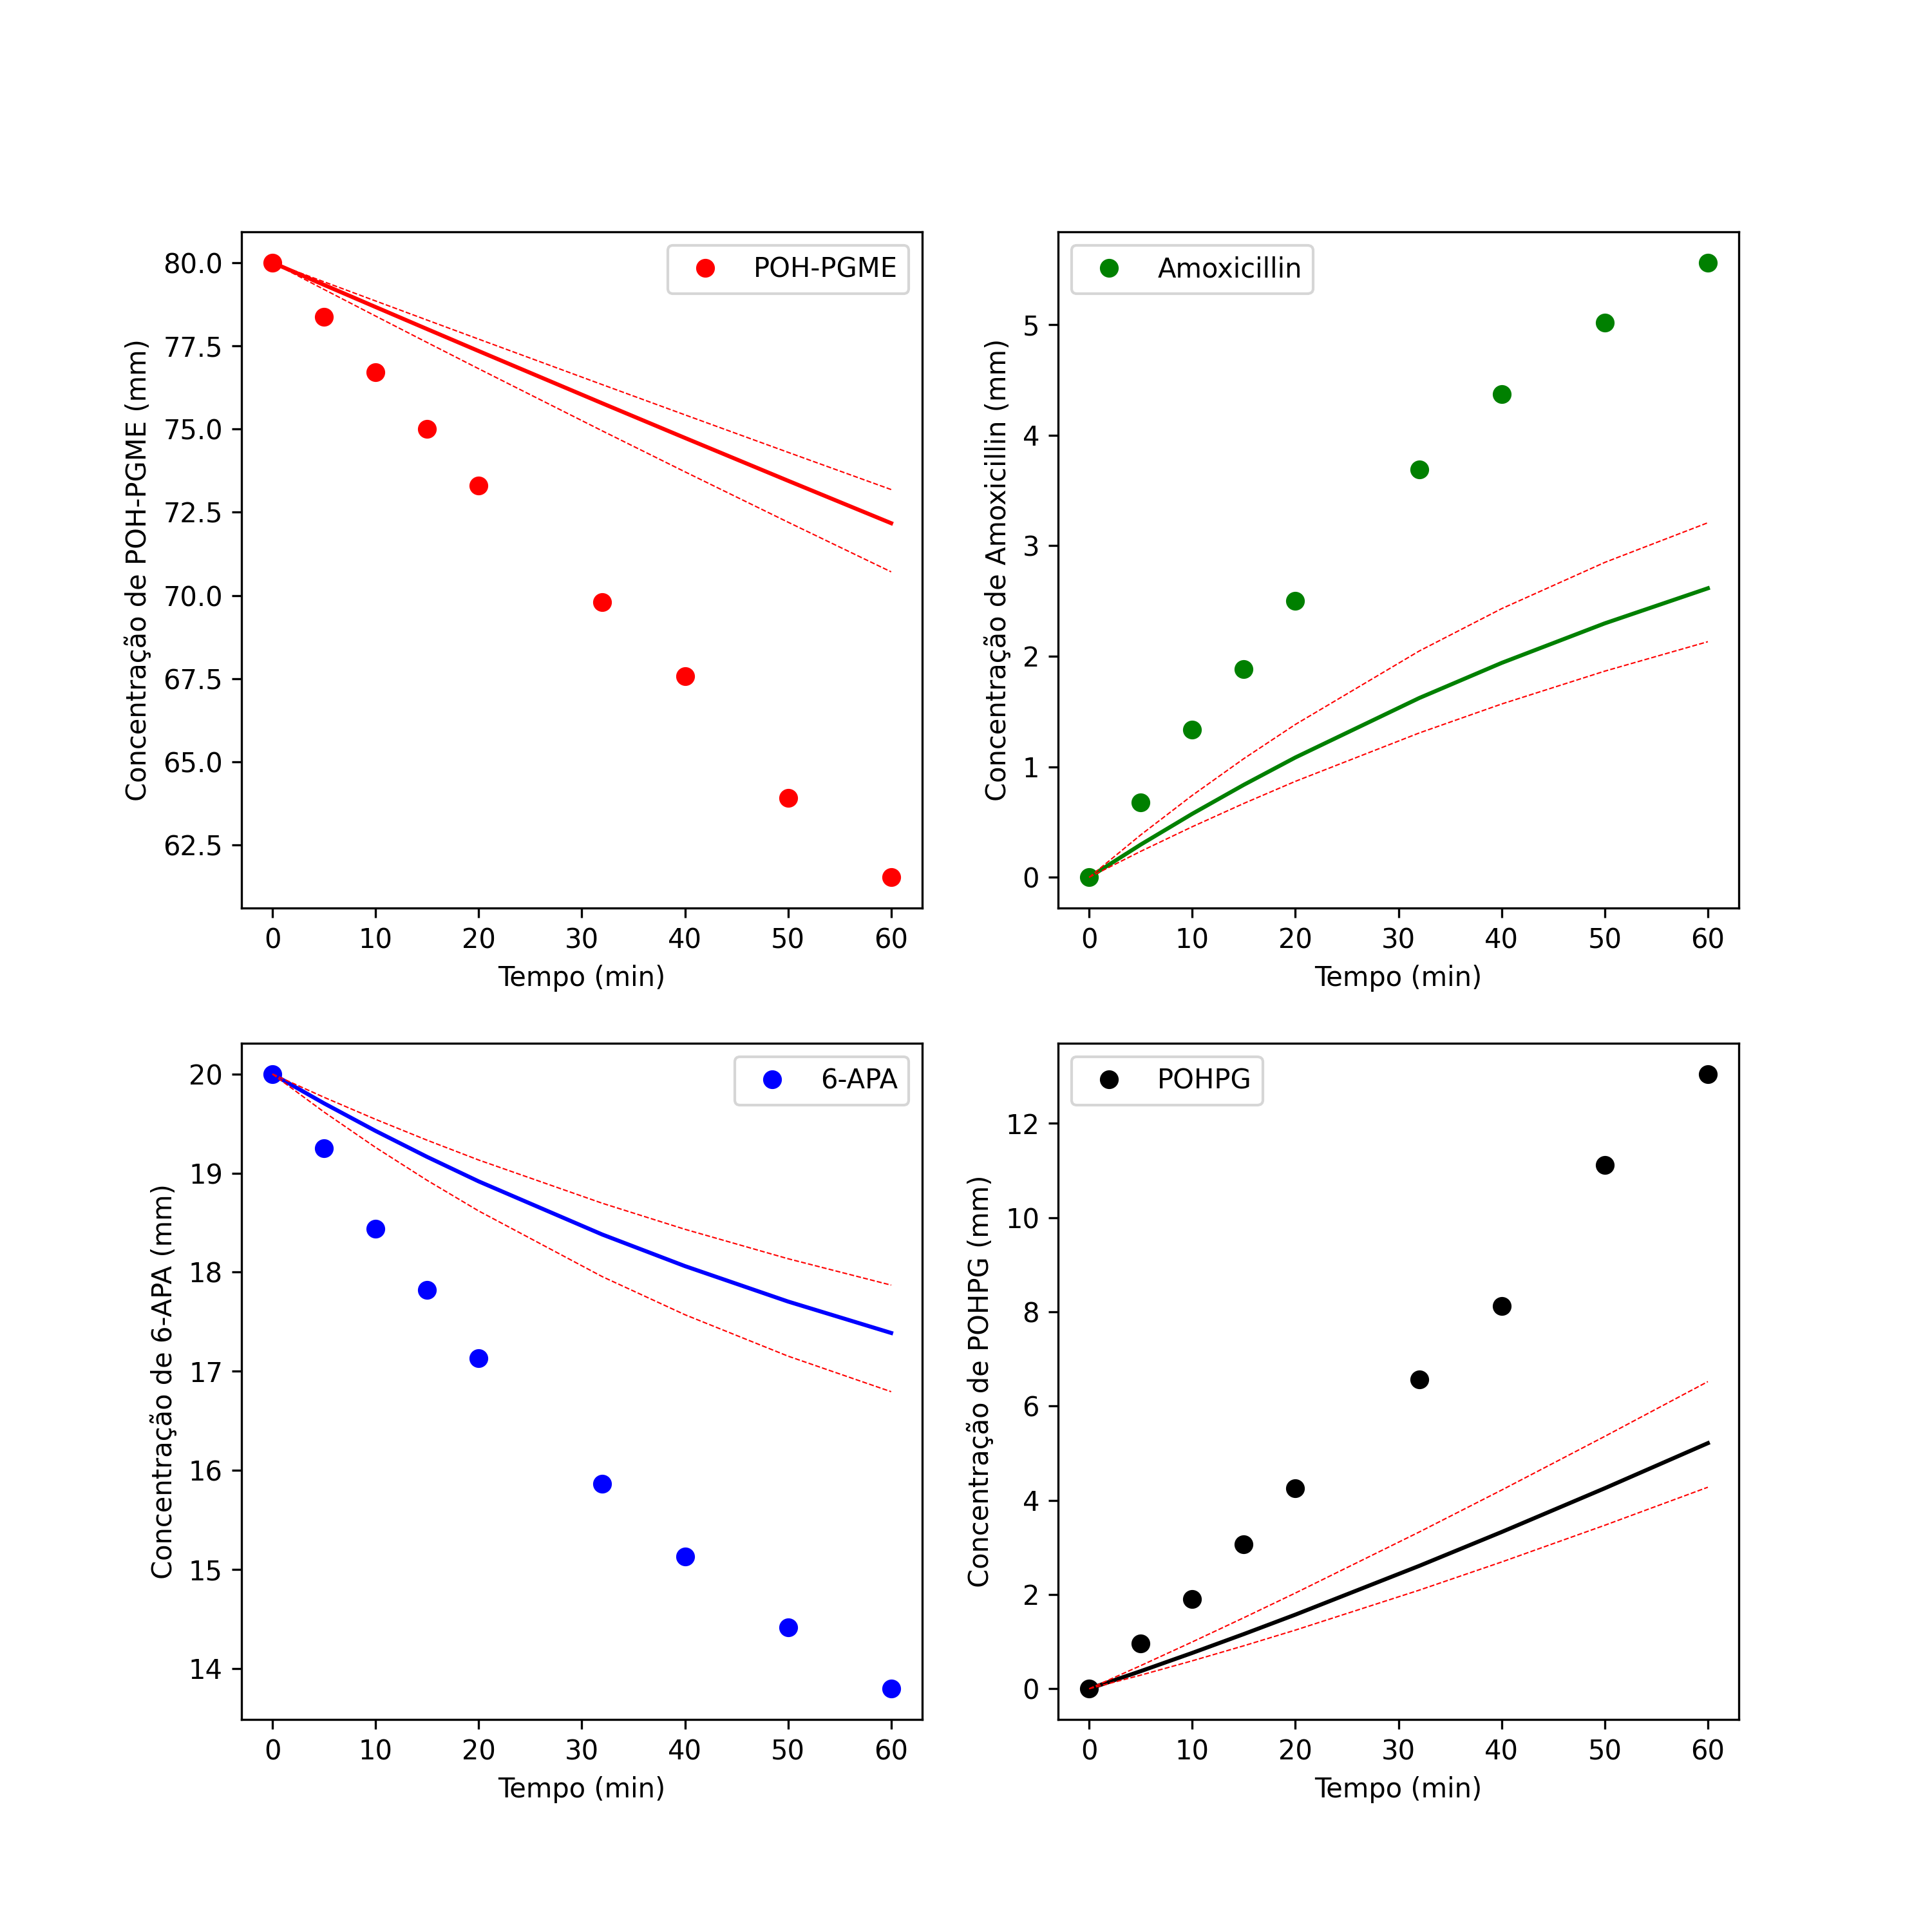 80.0
77.5
75.0
72.5
70.0
67.5
65.0
62.5
Concentração de POH-PGME (mm)
POH-PGME
0 10 20 30 40 50 60
Tempo (min)
5
4
3
2
1
0
Concentração de Amoxicillin (mm)
Amoxicillin
0 10 20 30 40 50 60
Tempo (min)
20
19
18
17
16
15
14
Concentração de 6-APA (mm)
6-APA
0 10 20 30 40 50 60
Tempo (min)
12
10
8
6
4
2
0
Concentração de POHPG (mm)
POHPG
0 10 20 30 40 50 60
Tempo (min)